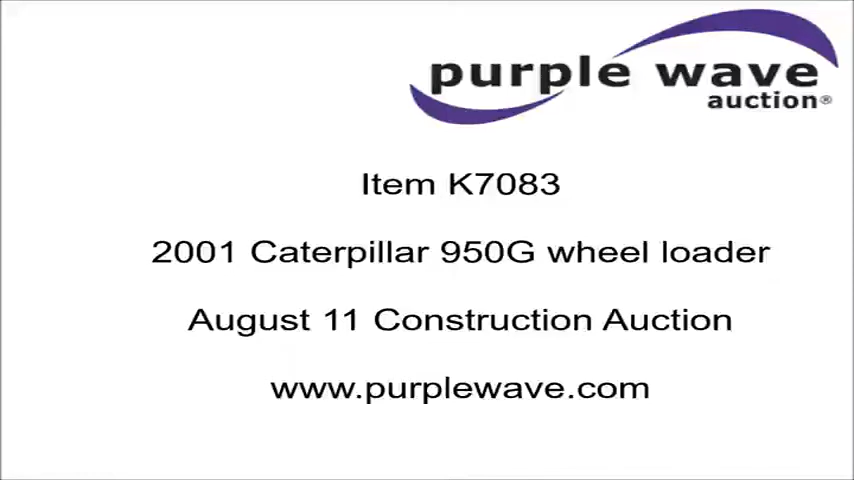 purple wave
auction®
Item K7083
2001 Caterpillar 950G wheel loader
August 11 Construction Auction
www.purplewave.com